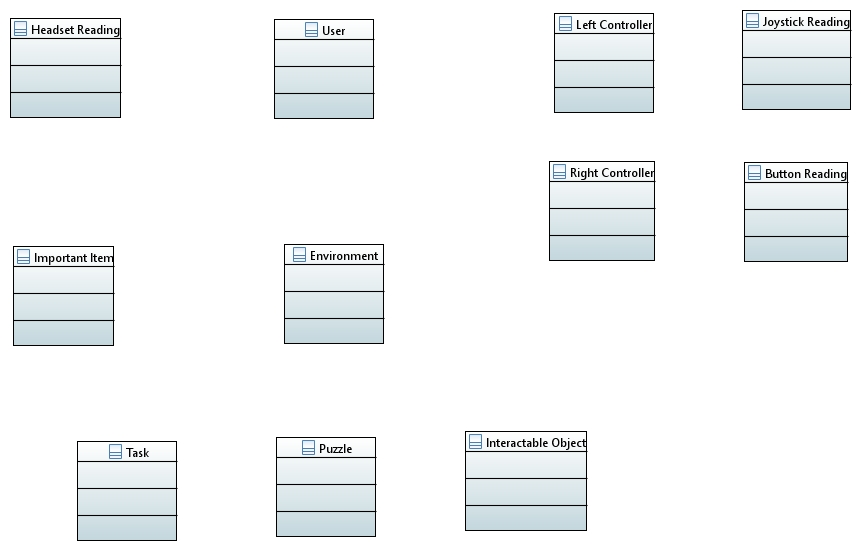 Headset Reading
User
Left Controller
Joystick Reading
Right Controller
Button Reading
Important Item
Environment
Task
Puzzle
Interactable Object